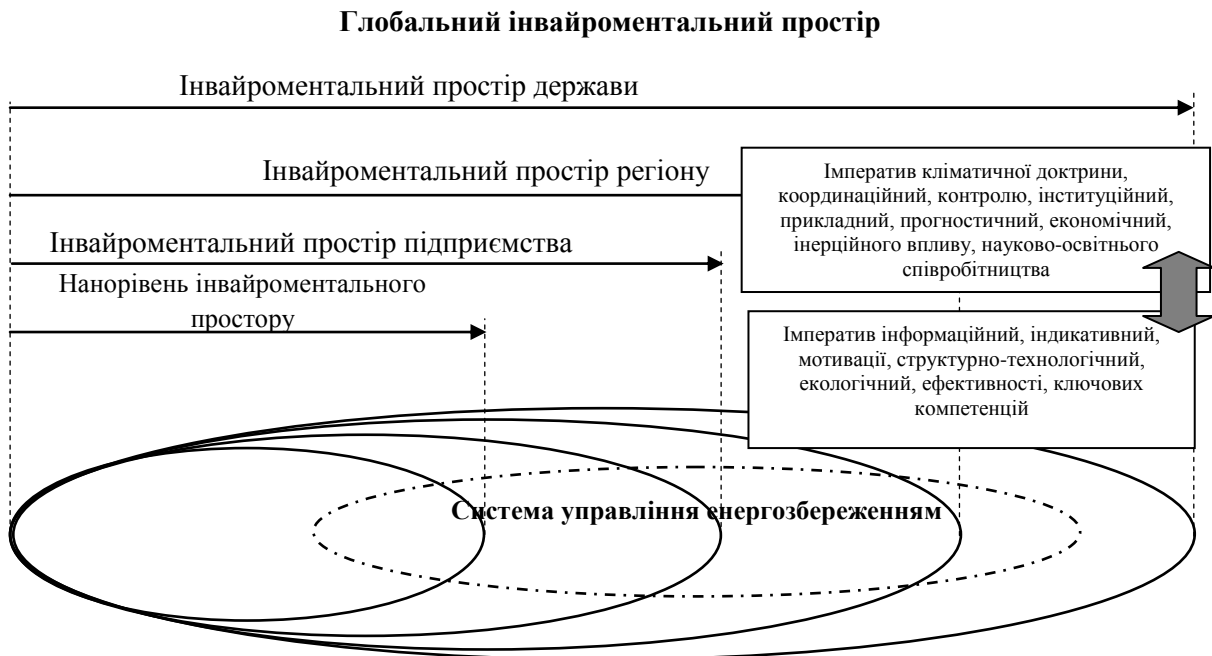 Глобальний інвайроментальний простір
Інвайроментальний простір держави
Інвайроментальний простір регіону
Імператив кліматичної доктрини,
координаційний, контролю, інституційний,
прикладний, прогностичний, економічний,
інерційного впливу, науково-освітнього
співробітництва
Інвайроментальний простір підприємства
Нанорівень інвайроментального
простору
Імператив інформаційний, індикативний,
мотивації, структурно-технологічний,
екологічний, ефективності, ключових
компетенцій
Система управління енергозбереженням